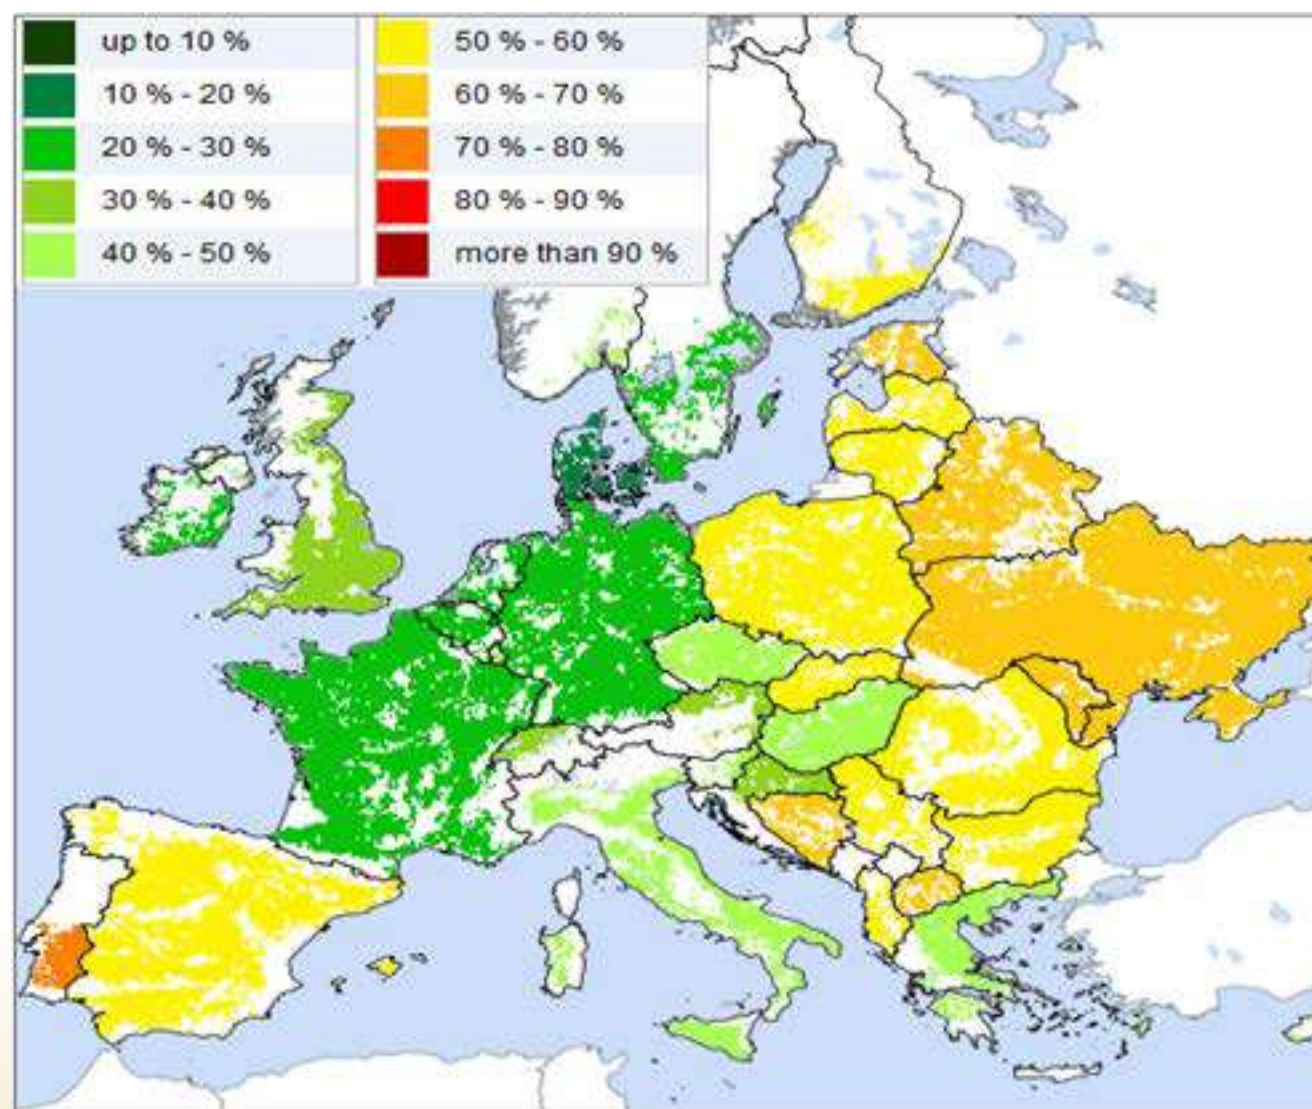 up to 10 %
10 % - 20 %
20 % - 30 %
30 % - 40 %
40 % - 50 %
50 % - 60 %
60 % - 70 %
70 % - 80 %
80 % - 90 %
more than 90 %